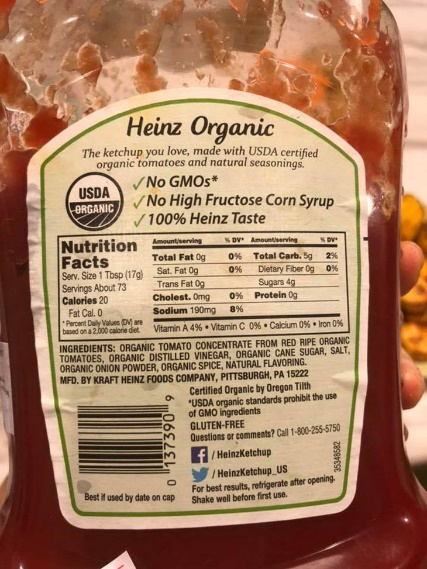 Heinz Organic
The ketchup you love, made with USDA certified
organic tomatoes and natural seasonings.
USDA
ORGANIC
✓No GMOs*
✓No High Fructose Corn Syrup
✓100% Heinz Taste
Nutrition
Facts
Serv. Size 1 Tbsp (17g)
Servings About 73
Calories 20
Fat Cal. 0
*Percent Daily Values (DV) are
based on a 2,000 calorie diet.
Amount/serving % DV* Amount/serving % DV*
Total Fat 0g 0% Total Carb. 5g 2%
Sat. Fat 0g 0% Dietary Fiber 0g 0%
Trans Fat 0g Sugars 4g
Cholest. 0mg 0% Protein 0g
Sodium 190mg 8%
Vitamin A 4% • Vitamin C 0% • Calcium 0% • Iron 0%
INGREDIENTS: ORGANIC TOMATO CONCENTRATE FROM RED RIPE ORGANIC
TOMATOES, ORGANIC DISTILLED VINEGAR, ORGANIC CANE SUGAR, SALT,
ORGANIC ONION POWDER, ORGANIC SPICE, NATURAL FLAVORING.
MFD. BY KRAFT HEINZ FOODS COMPANY, PITTSBURGH, PA 15222
Certified Organic by Oregon Tilth
*USDA organic standards prohibit the use
of GMO ingredients
GLUTEN-FREE
Questions or comments? Call 1-800-255-5750
/HeinzKetchup
/HeinzKetchup_US
For best results, refrigerate after opening.
Shake well before first use.
0 137390 9
Best if used by date on cap
35348582